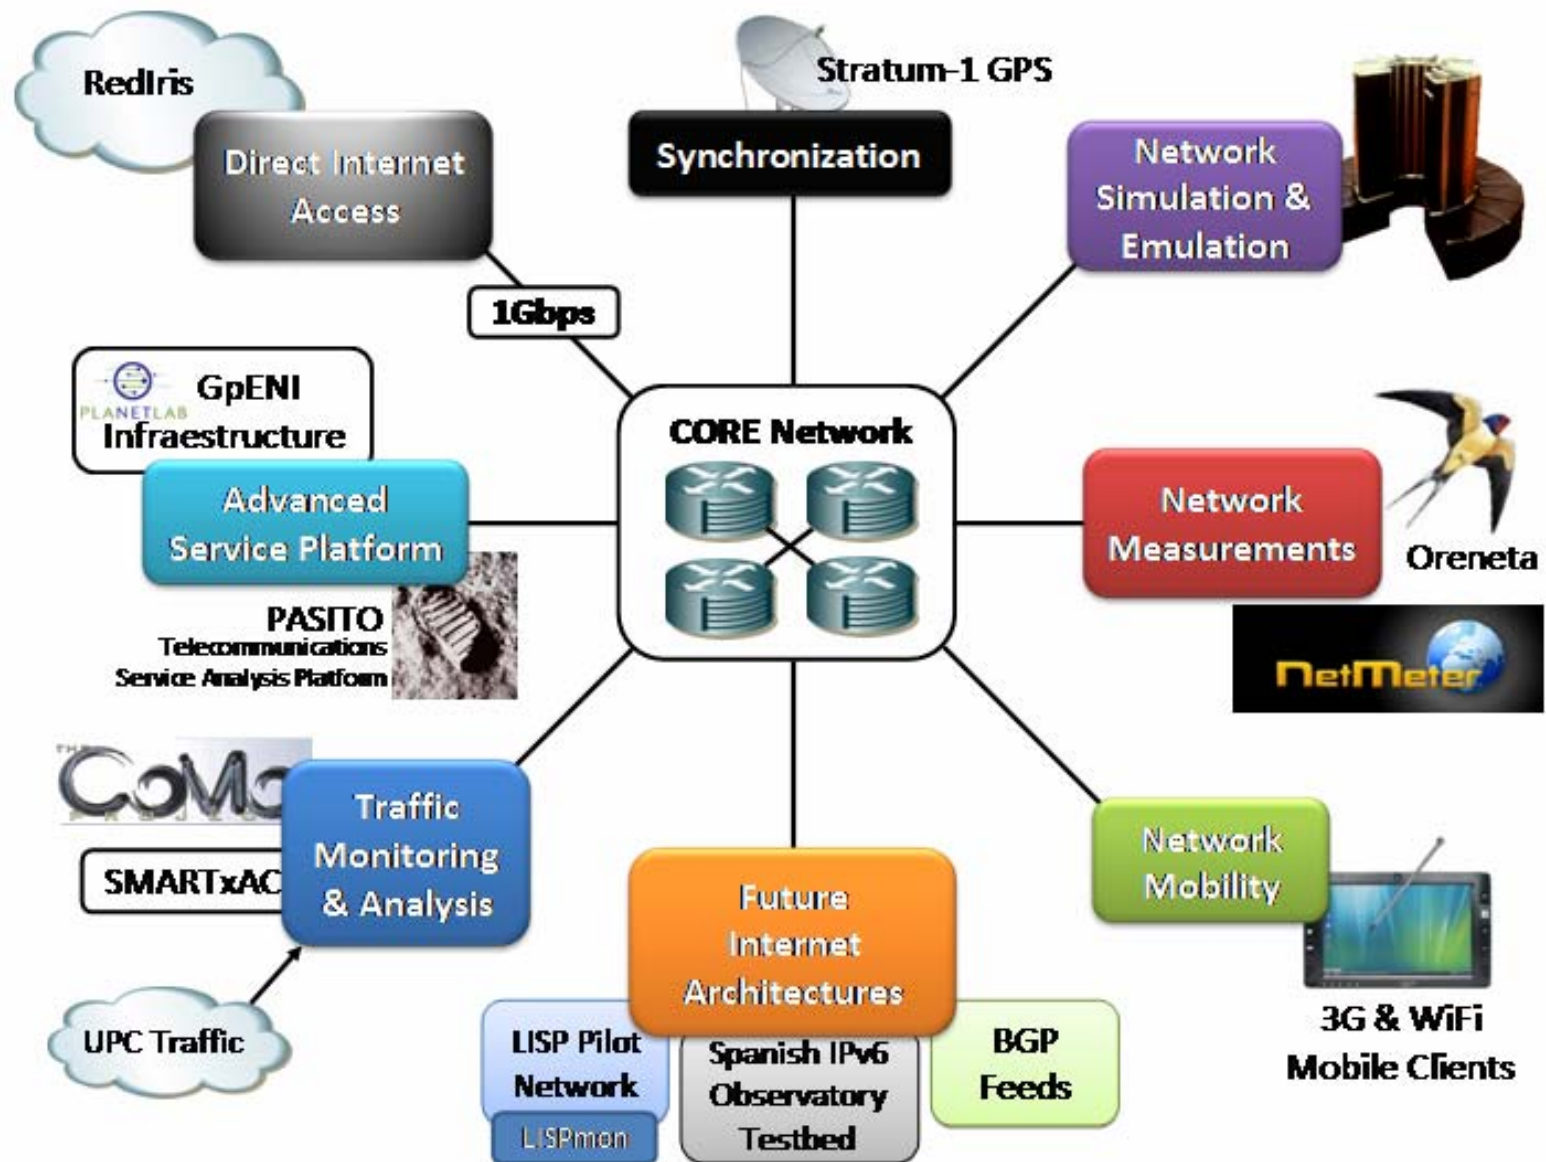 RedIris
Direct Internet
Access
1Gbps
Stratum-1 GPS
Synchronization
Network
Simulation &
Emulation
PLANETLAB
GpENI
Infraestructure
Advanced
Service Platform
PASITO
Telecommunications
Service Analysis Platform
CORE Network
Network
Measurements
Oreneta
NetMeter
THE
CoMo
PROJECT
SMARTxAC
Traffic
Monitoring
& Analysis
UPC Traffic
Future
Internet
Architectures
LISP Pilot
Network
LISPmon
Spanish IPv6
Observatory
Testbed
BGP
Feeds
Network
Mobility
3G & WiFi
Mobile Clients